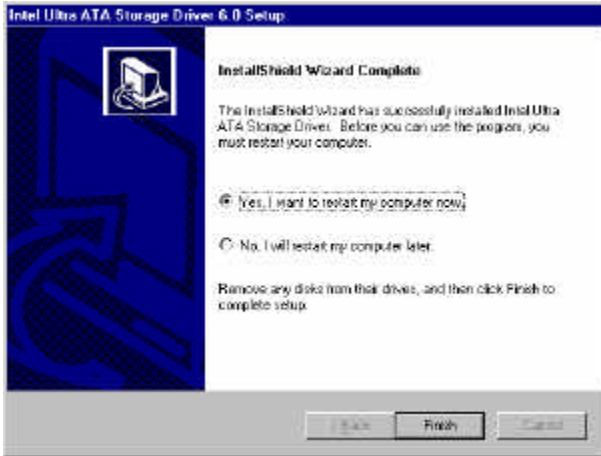 Intel Ultra ATA Storage Driver 6.0 Setup
InstallShield Wizard Complete
The InstallShield Wizard has successfully installed Intel Ultra
ATA Storage Driver. Before you can use the program, you
must restart your computer.
Yes, I want to restart my computer now.
No, I will restart my computer later.
Remove any disks from their drives, and then click Finish to
complete setup.
< Back
Finish
Cancel